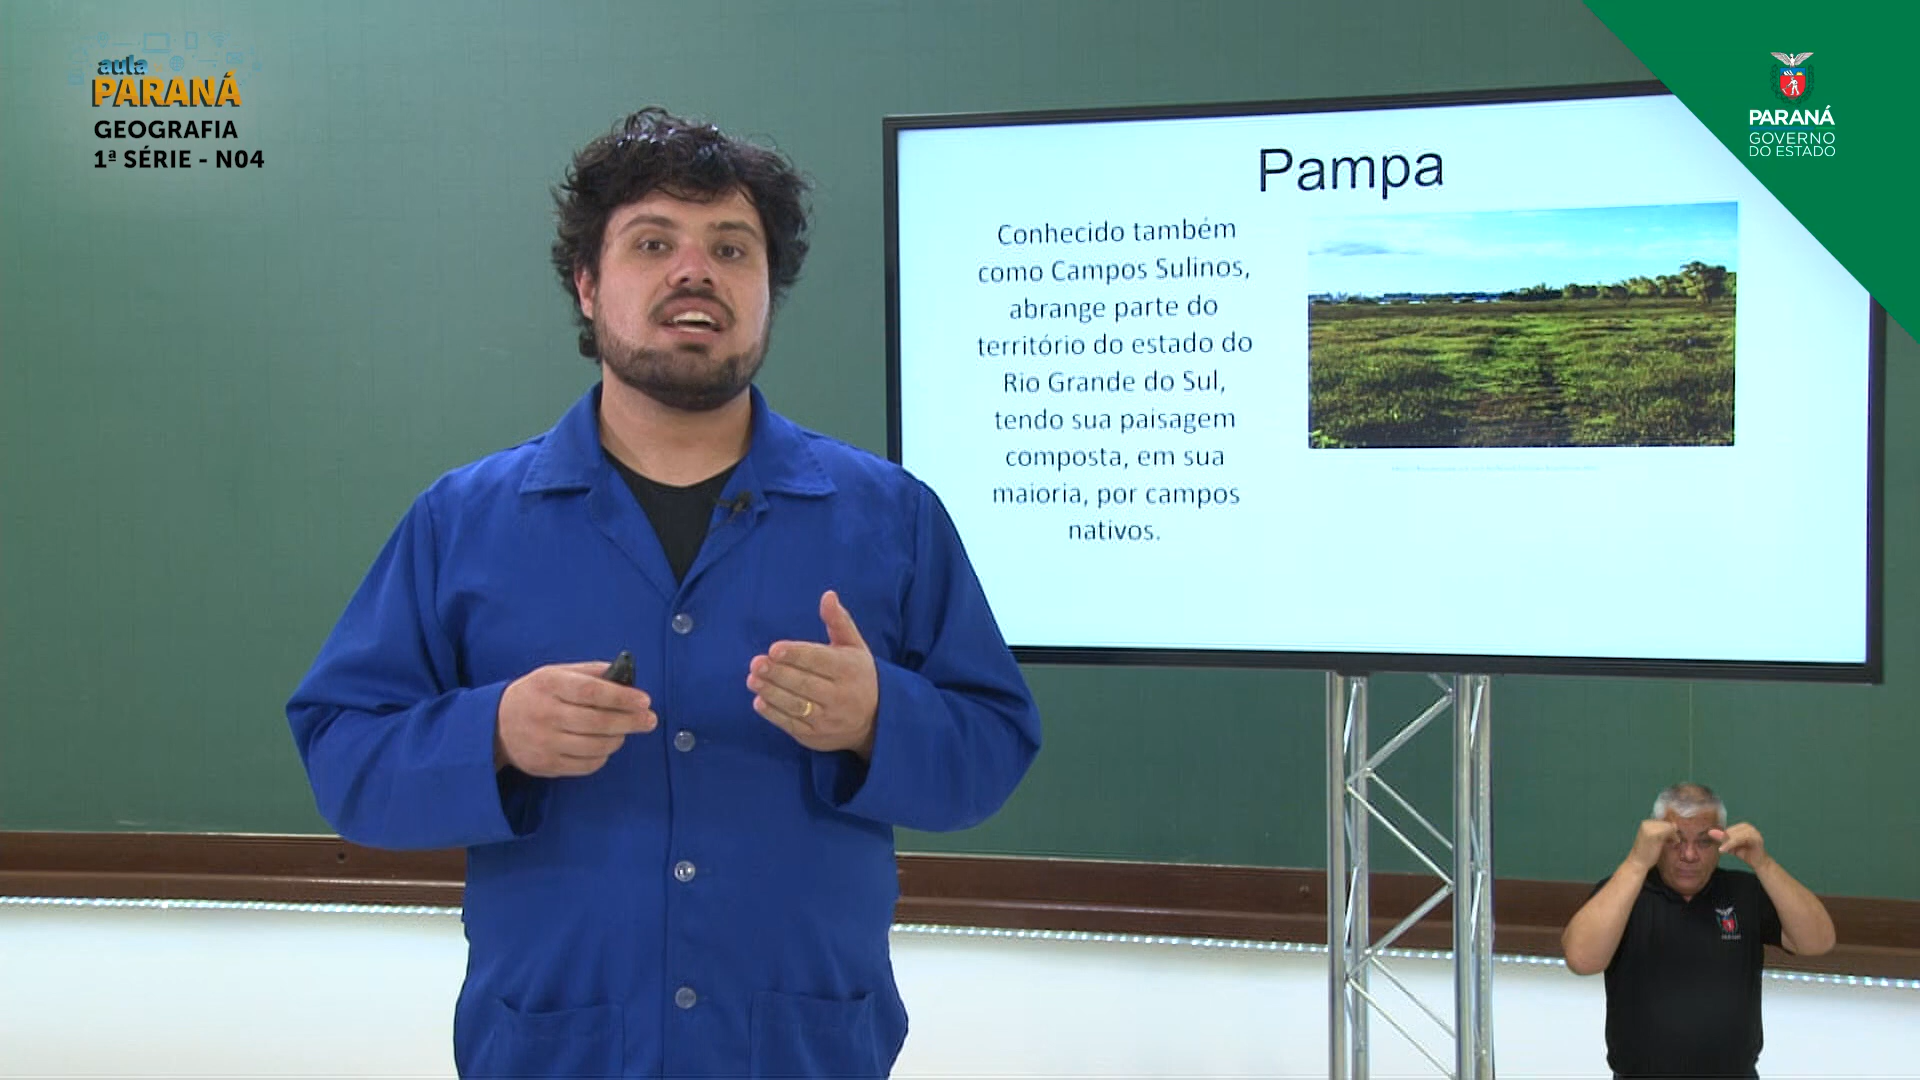 aula
PARANÁ
GEOGRAFIA
1ª SÉRIE - N04
PARANÁ
GOVERNO
DO ESTADO
Pampa
Conhecido também
como Campos Sulinos,
abrange parte do
território do estado do
Rio Grande do Sul,
tendo sua paisagem
composta, em sua
maioria, por campos
nativos.